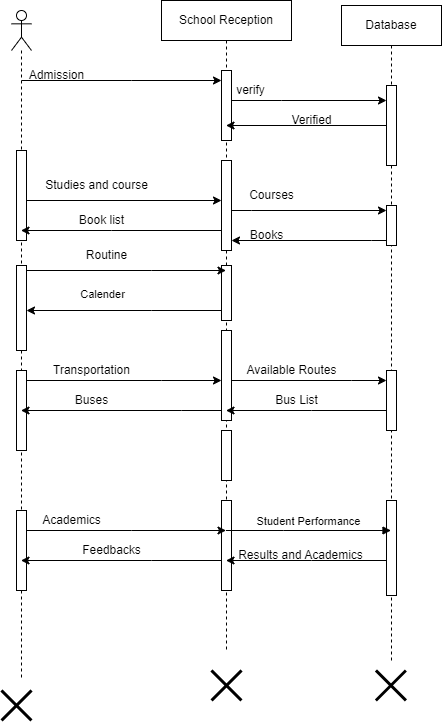 School Reception
Database
Admission
verify
Verified
Studies and course
Courses
Book list
Books
Routine
Calender
Transportation
Available Routes
Buses
Bus List
Academics
Student Performance
Feedbacks
Results and Academics